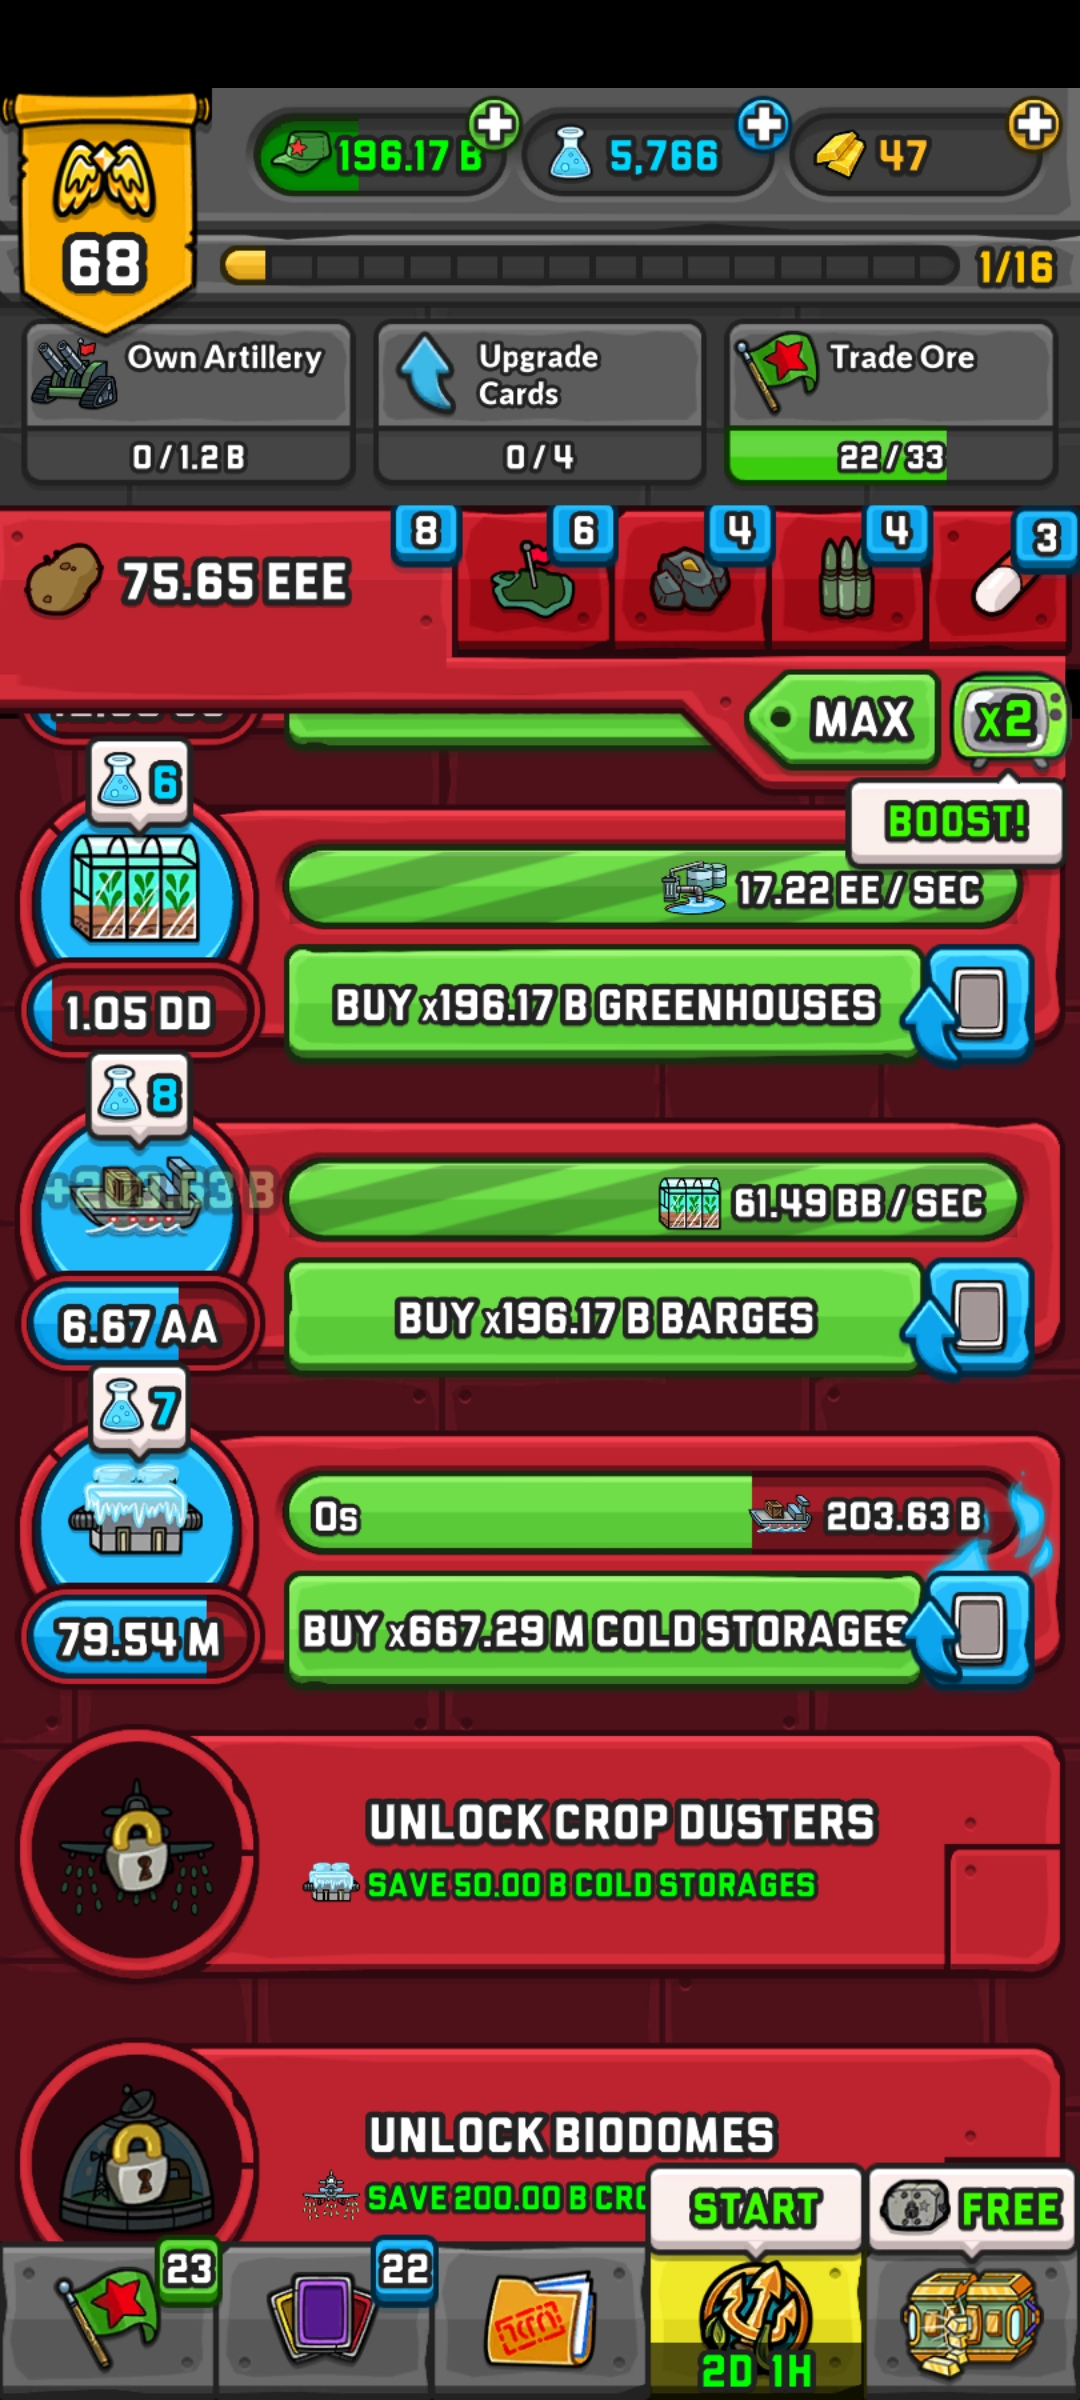 196.17 B
5,766
47
68
1/16
Own Artillery
0 / 1.2 B
Upgrade
Cards
0 / 4
Trade Ore
22 / 33
75.65 EEE
8
6
4
4
3
MAX
x2
BOOST!
6
17.22 EE / SEC
1.05 DD
BUY x196.17 B GREENHOUSES
8
61.49 BB / SEC
6.67 AA
BUY x196.17 B BARGES
7
0s
203.63 B
79.54 M
BUY x667.29 M COLD STORAGES
UNLOCK CROP DUSTERS
SAVE 50.00 B COLD STORAGES
UNLOCK BIODOMES
SAVE 200.00 B
START
FREE
23
22
2D 1H